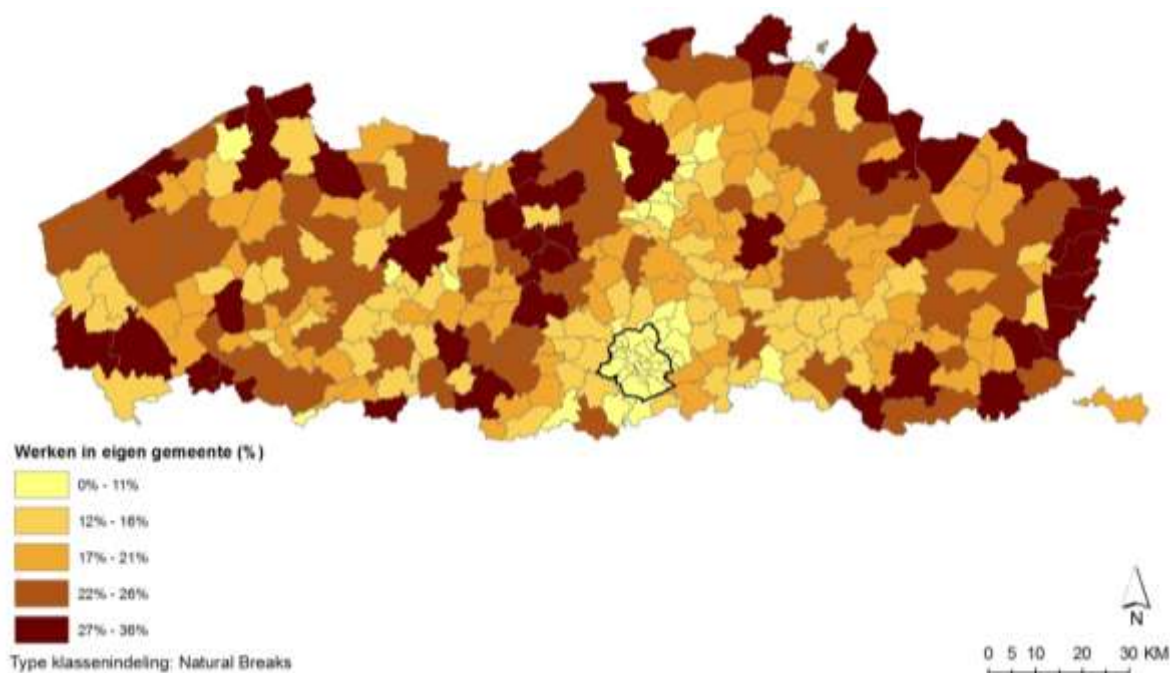 Werken in eigen gemeente (%)
0% - 11%
12% - 16%
17% - 21%
22% - 26%
27% - 36%
Type klassenindeling: Natural Breaks
N
0 5 10 20 30 KM